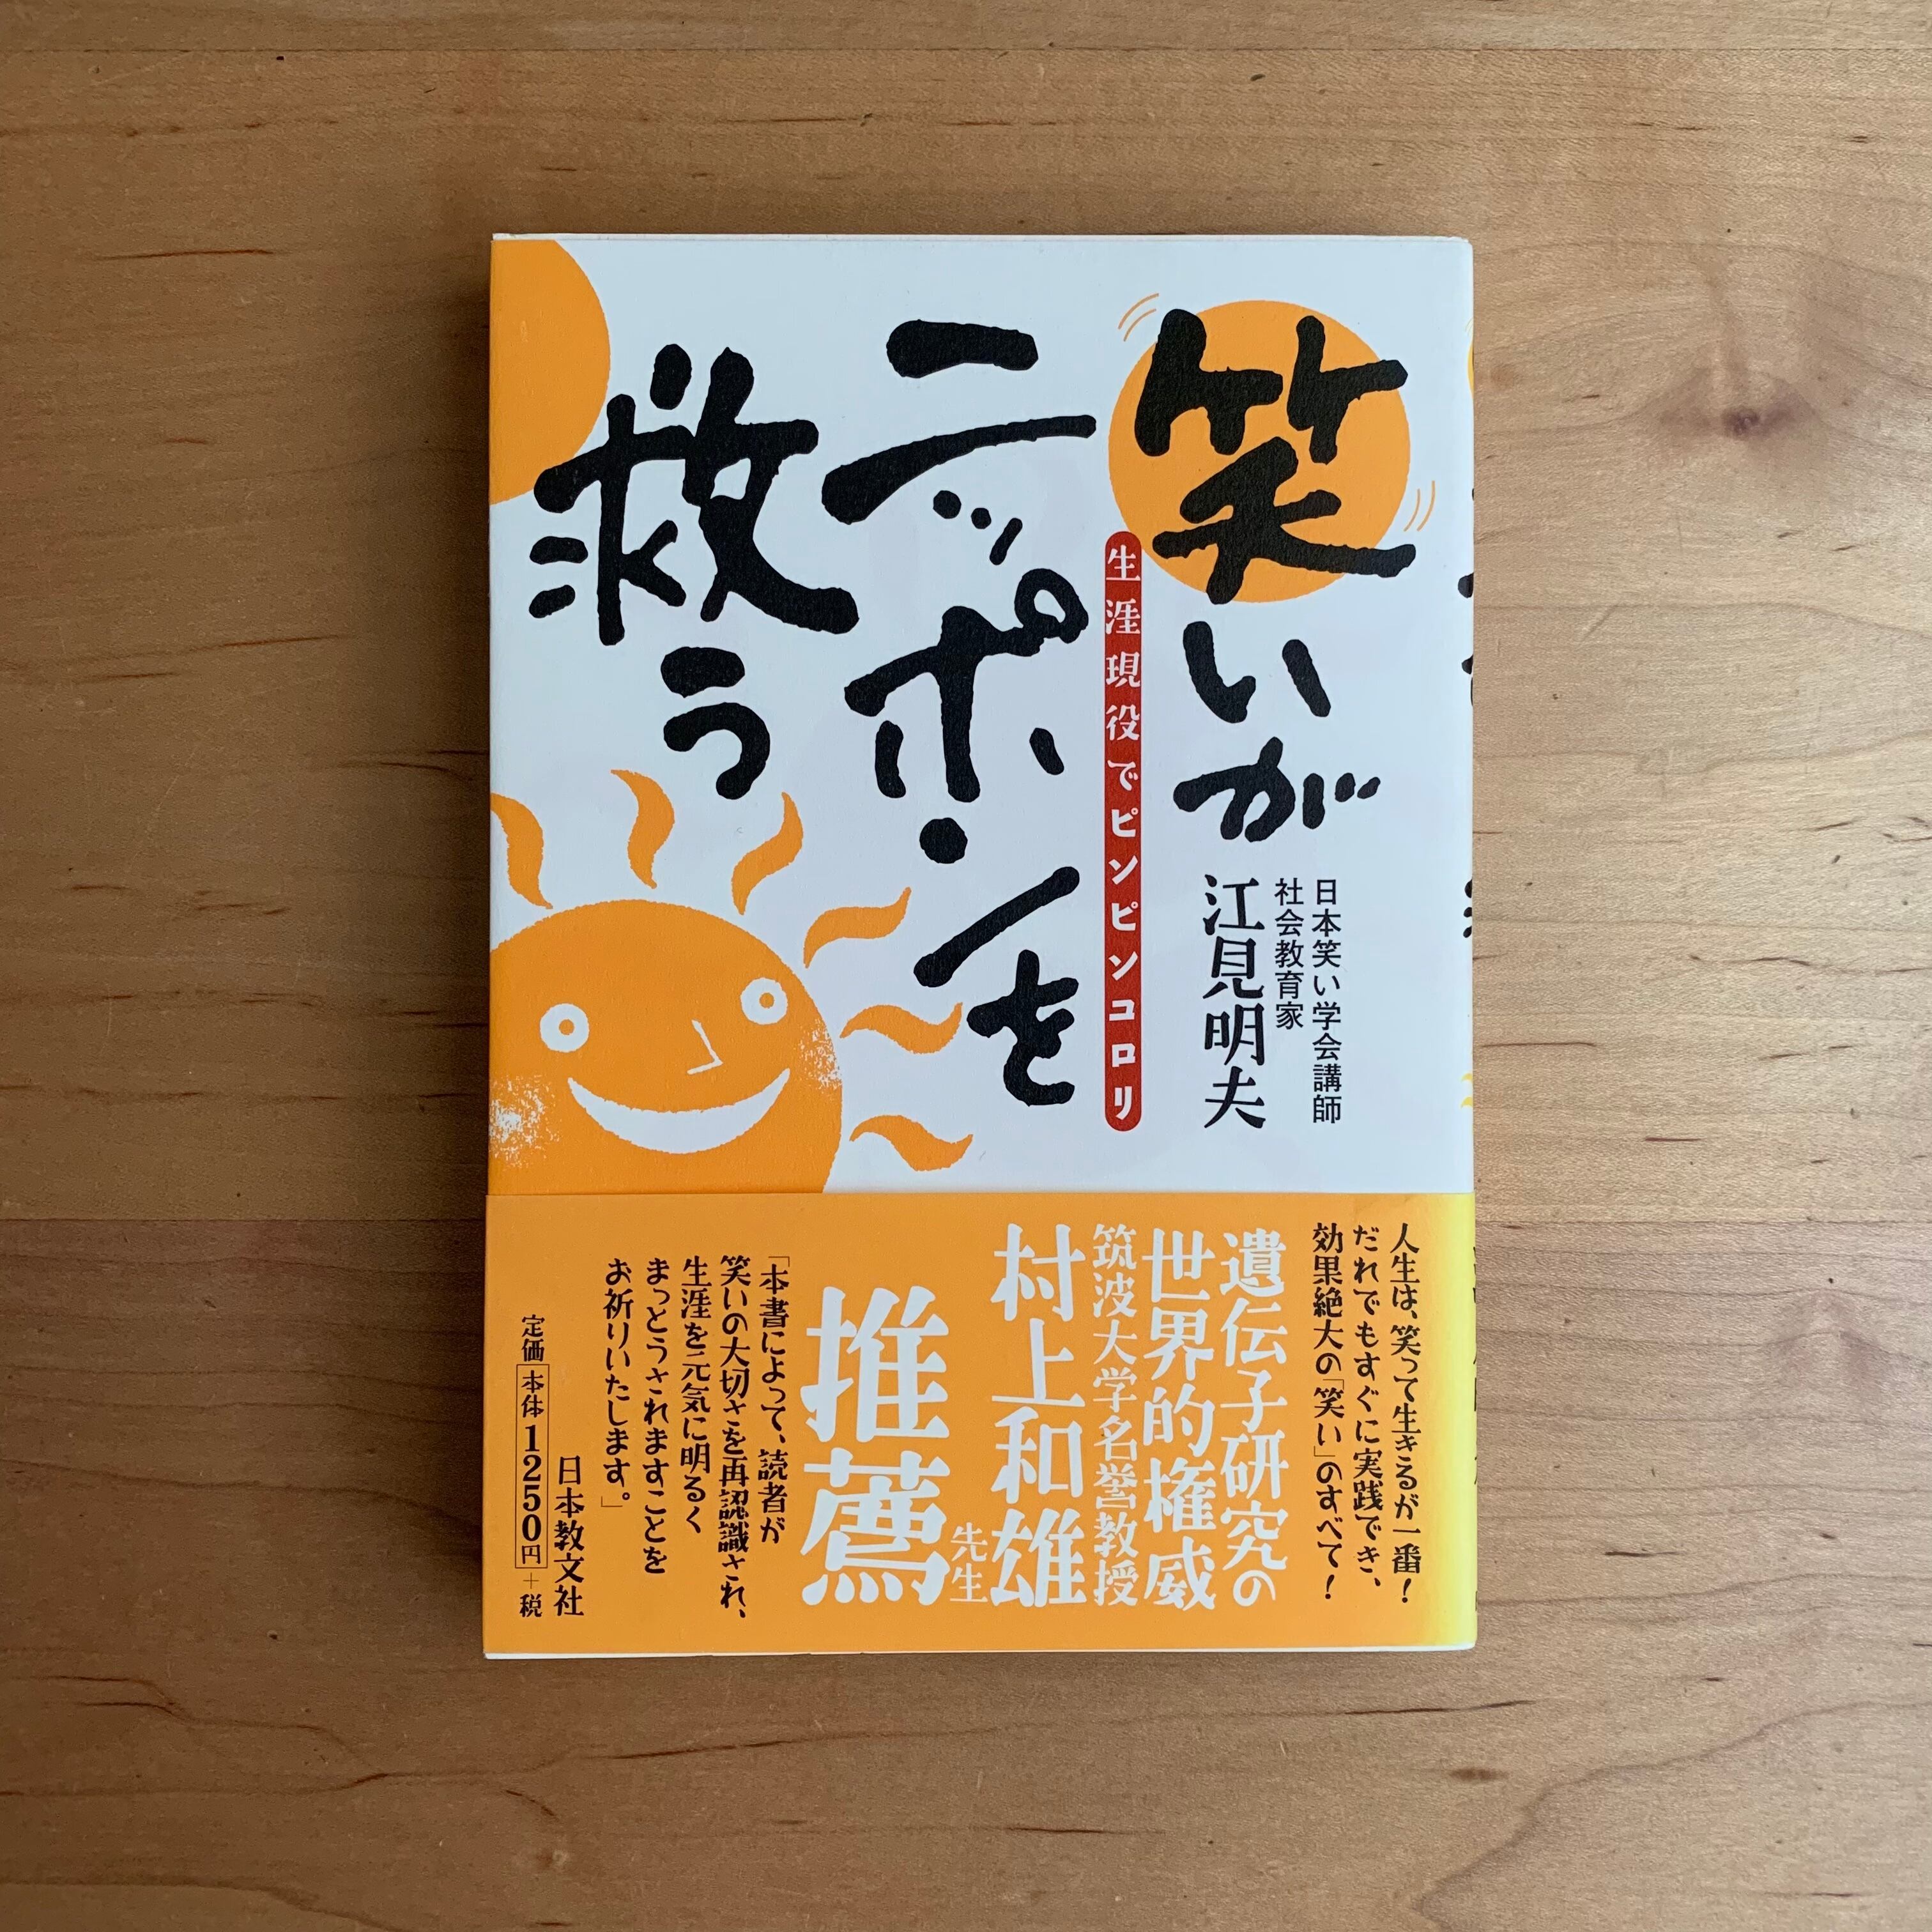 笑いが
ニッポンを
救う
生涯現役でピンピンコロリ
日本笑い学会講師
社会教育家
江見明夫
人生は、笑って生きるが一番！
だれでもすぐに実践でき、
効果絶大の「笑い」のすべて！
遺伝子研究の
世界的権威
筑波大学名誉教授
村上和雄
先生
推薦
「本書によって、読者が
笑いの大切さを再認識され、
生涯を元気に明るく
まっとうされますことを
お祈りいたします。」
日本教文社
定価 本体1250円+税